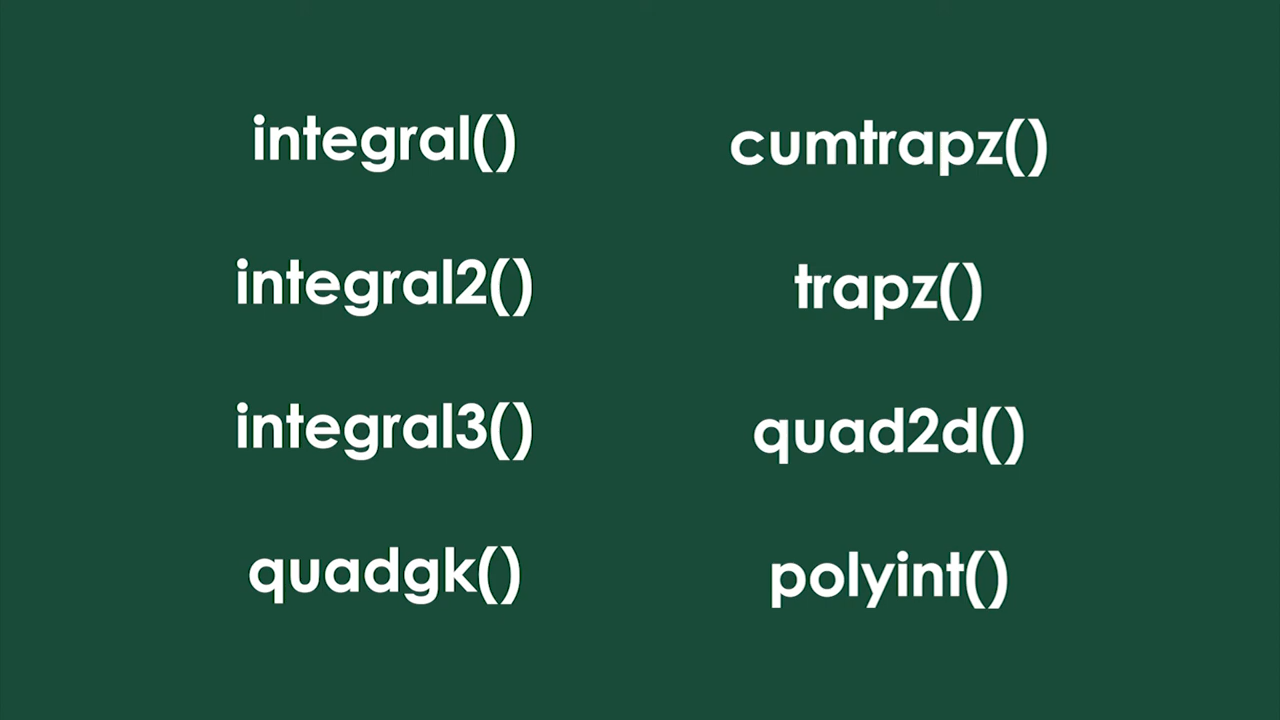 integral()
integral2()
integral3()
quadgk()
cumtrapz()
trapz()
quad2d()
polyint()